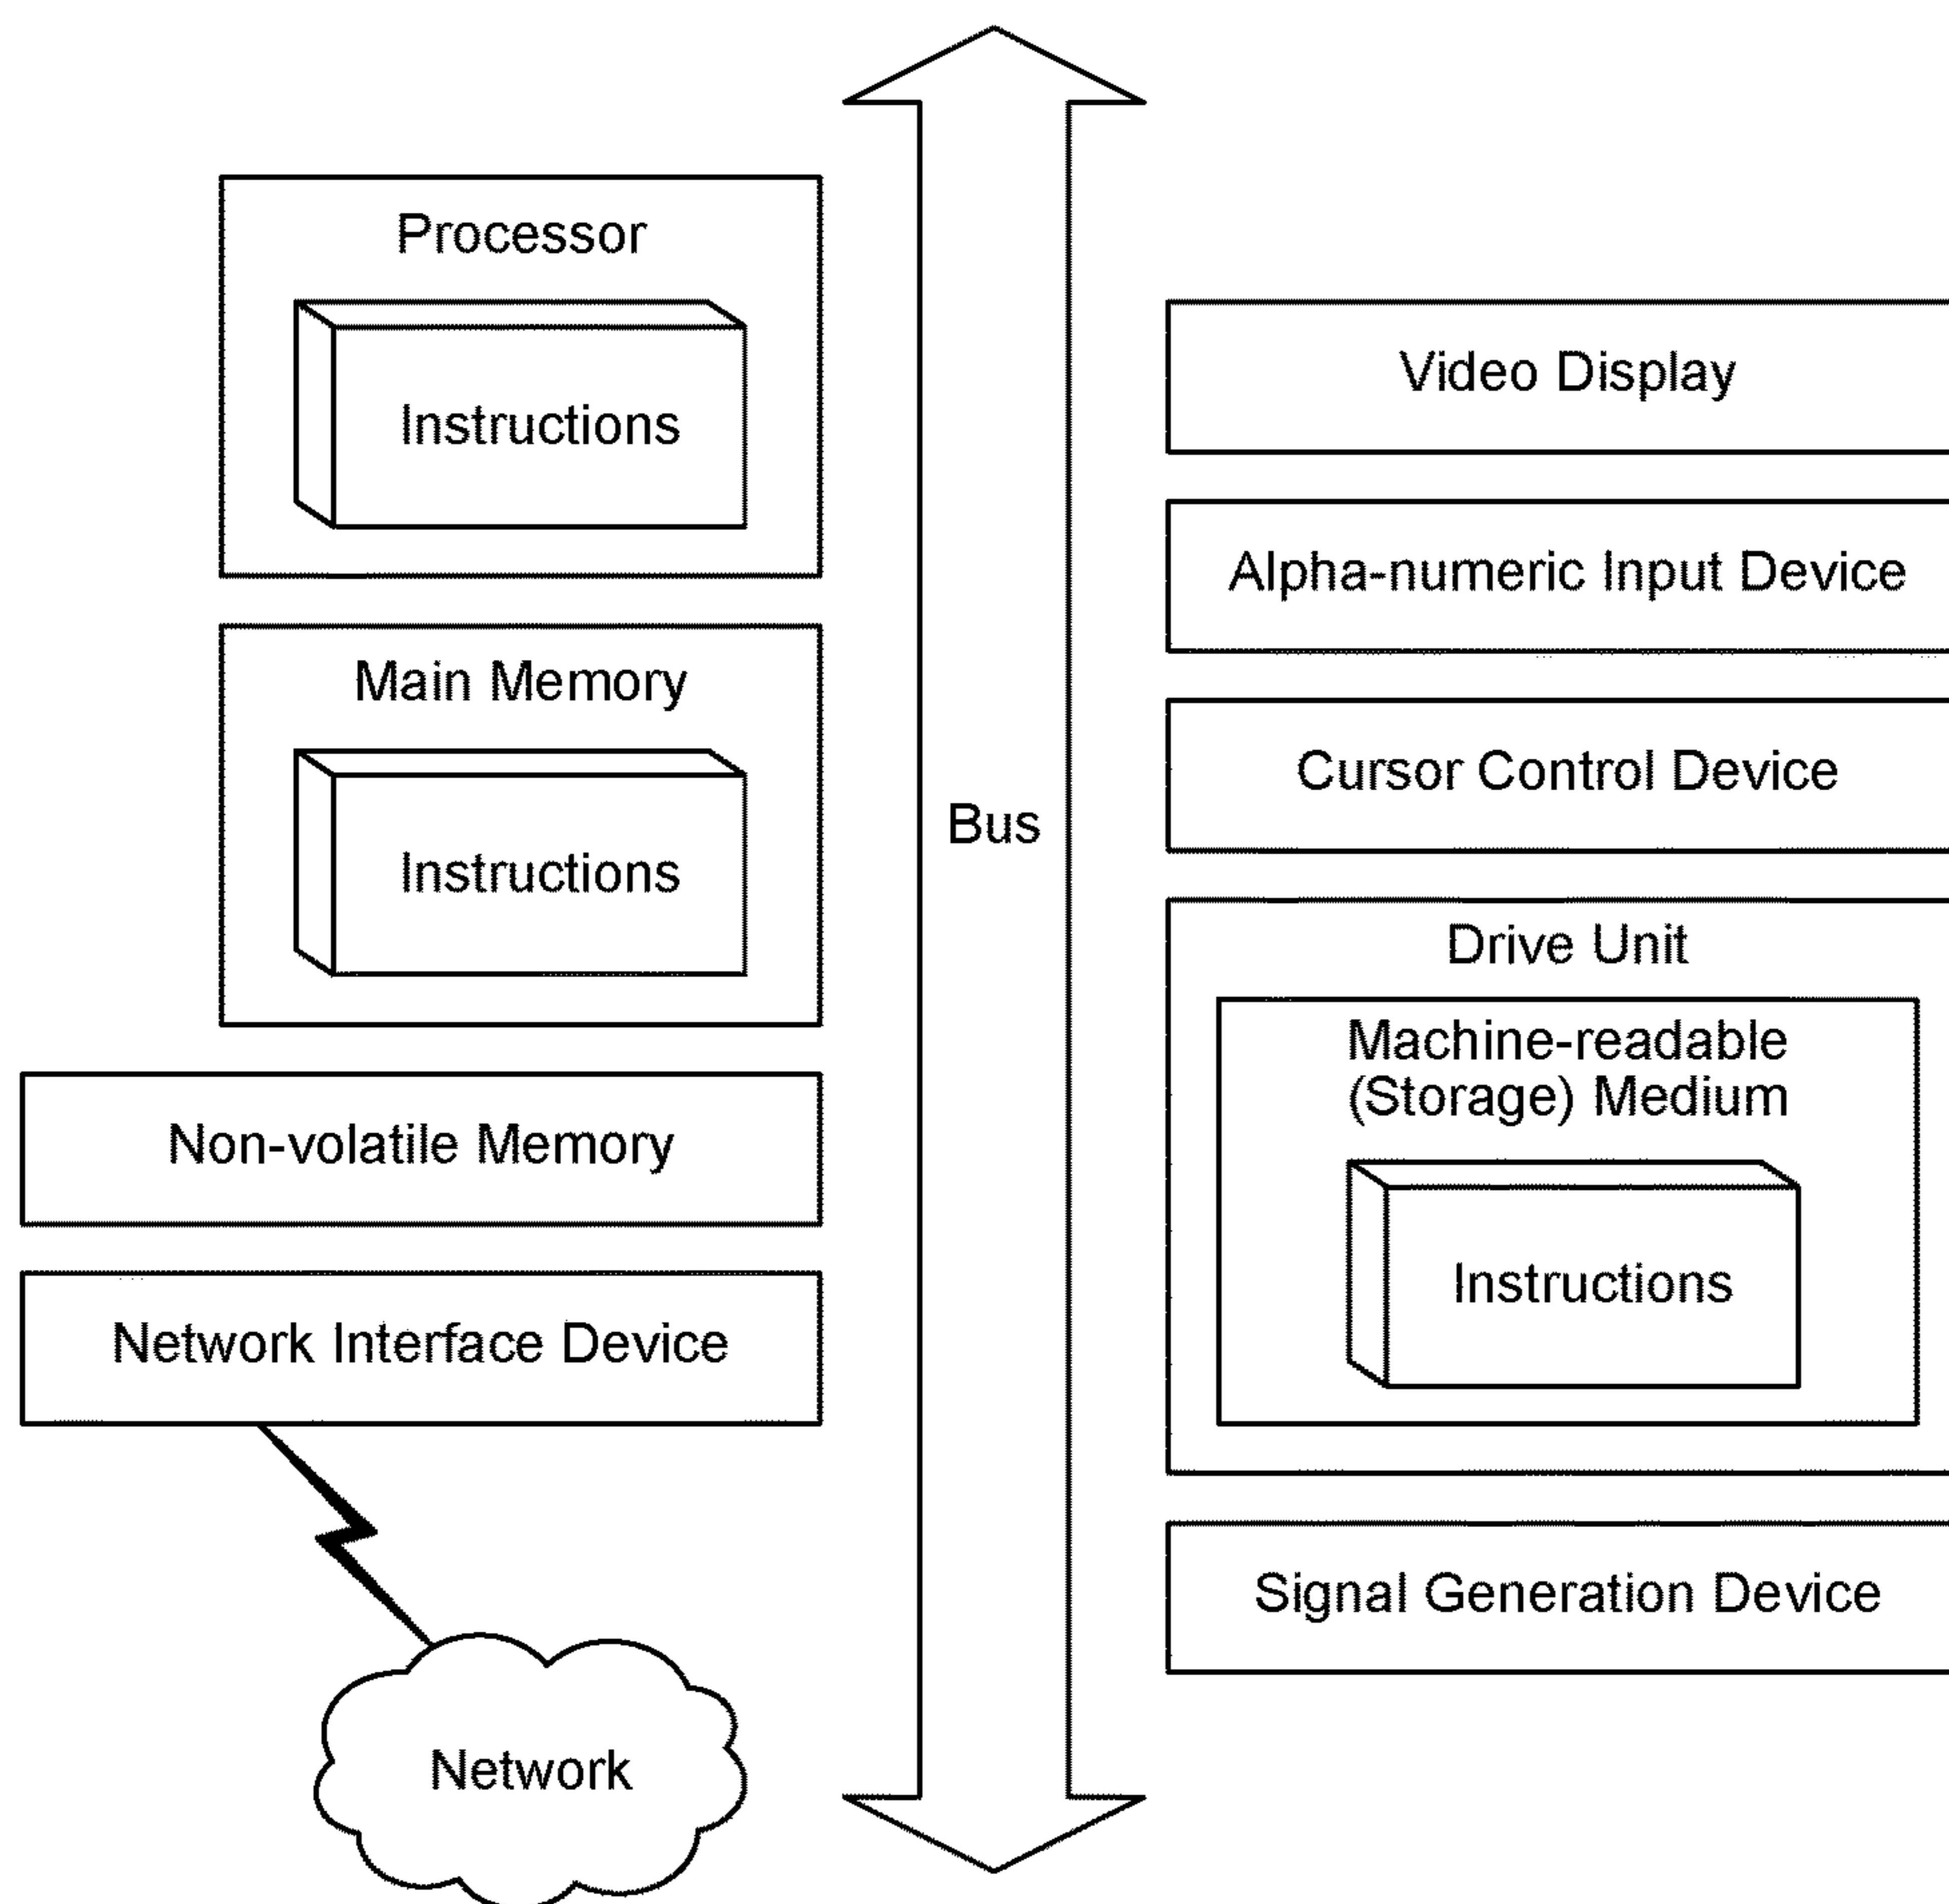 Processor
Instructions
Main Memory
Instructions
Non-volatile Memory
Network Interface Device
Network
Bus
Video Display
Alpha-numeric Input Device
Cursor Control Device
Drive Unit
Machine-readable
(Storage) Medium
Instructions
Signal Generation Device